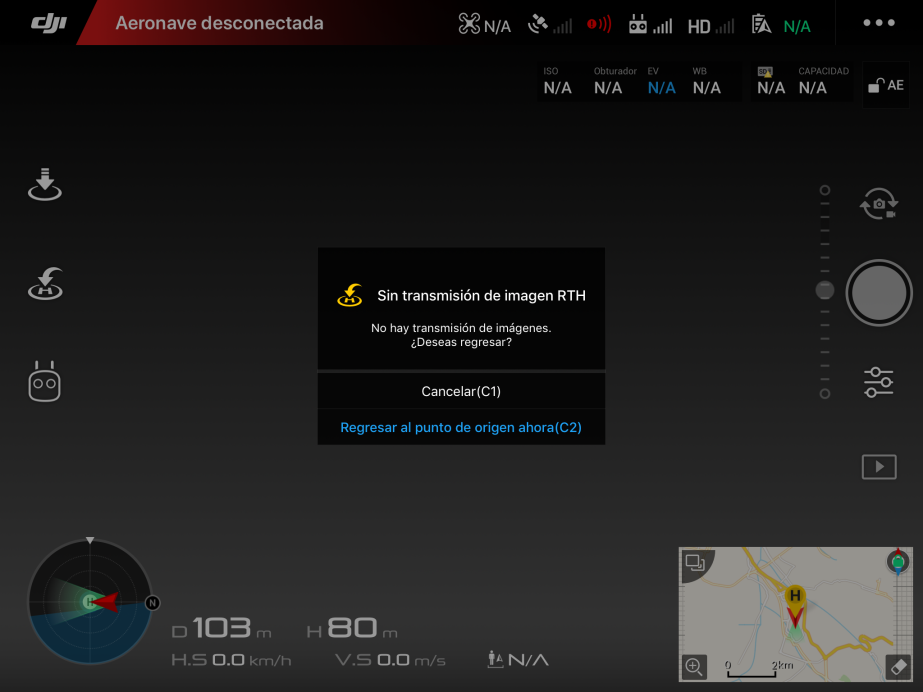 dji
Aeronave desconectada
N/A
HD
N/A
ISO
N/A
Obturador
N/A
EV
N/A
WB
N/A
SD
N/A
CAPACIDAD
N/A
AE
Sin transmisión de imagen RTH
No hay transmisión de imágenes.
¿Deseas regresar?
Cancelar(C1)
Regresar al punto de origen ahora(C2)
H
N
D 103 m
H 80 m
H.S 0.0 km/h
V.S 0.0 m/s
N/A
H
0
2km